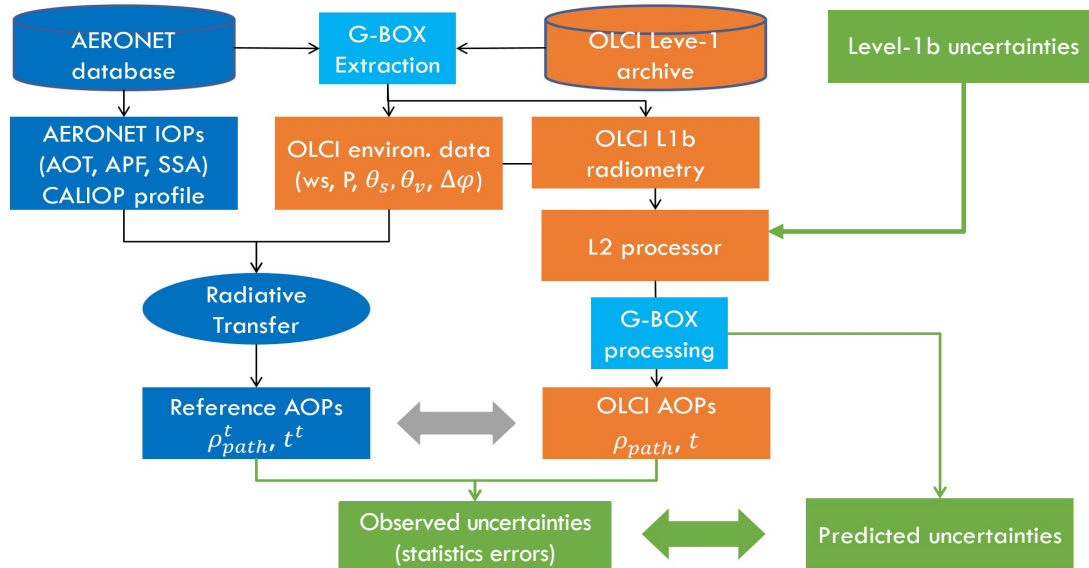 AERONET
database
G-BOX
Extraction
OLCI Leve-1
archive
Level-1b uncertainties
AERONET IOPs
(AOT, APF, SSA)
CALIOP profile
OLCI environ. data
(ws, P, θ_s, θ_v, Δφ)
OLCI L1b
radiometry
L2 processor
Radiative
Transfer
G-BOX
processing
Reference AOPs
ρ^t_path, t^t
OLCI AOPs
ρ_path, t
Observed uncertainties
(statistics errors)
Predicted uncertainties